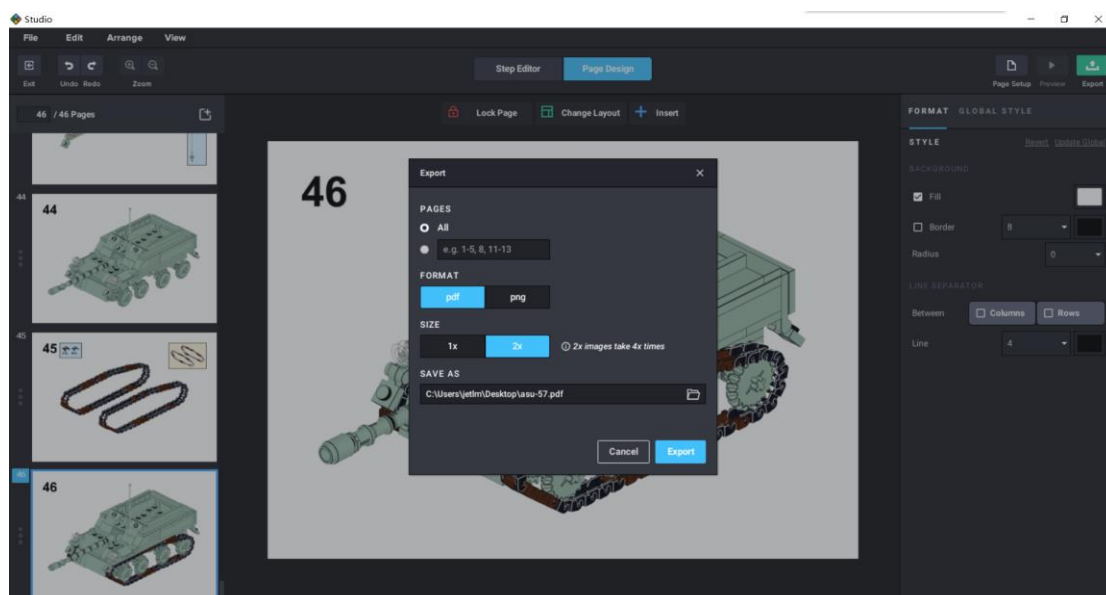 Studio
File Edit Arrange View
Exit Undo Redo Zoom
Step Editor Page Design
Page Setup Preview Export
46 / 46 Pages
Lock Page Change Layout Insert
FORMAT GLOBAL STYLE
STYLE Revert Update Global
BACKGROUND
Fill
Border 8
Radius 0
LINE SEPARATOR
Between Columns Rows
Line 4
44
44
45
45
46
46
46
Export
PAGES
All
e.g. 1-5, 8, 11-13
FORMAT
pdf png
SIZE
1x 2x 2x images take 4x times
SAVE AS
C:\Users\jetlm\Desktop\asu-57.pdf
Cancel Export